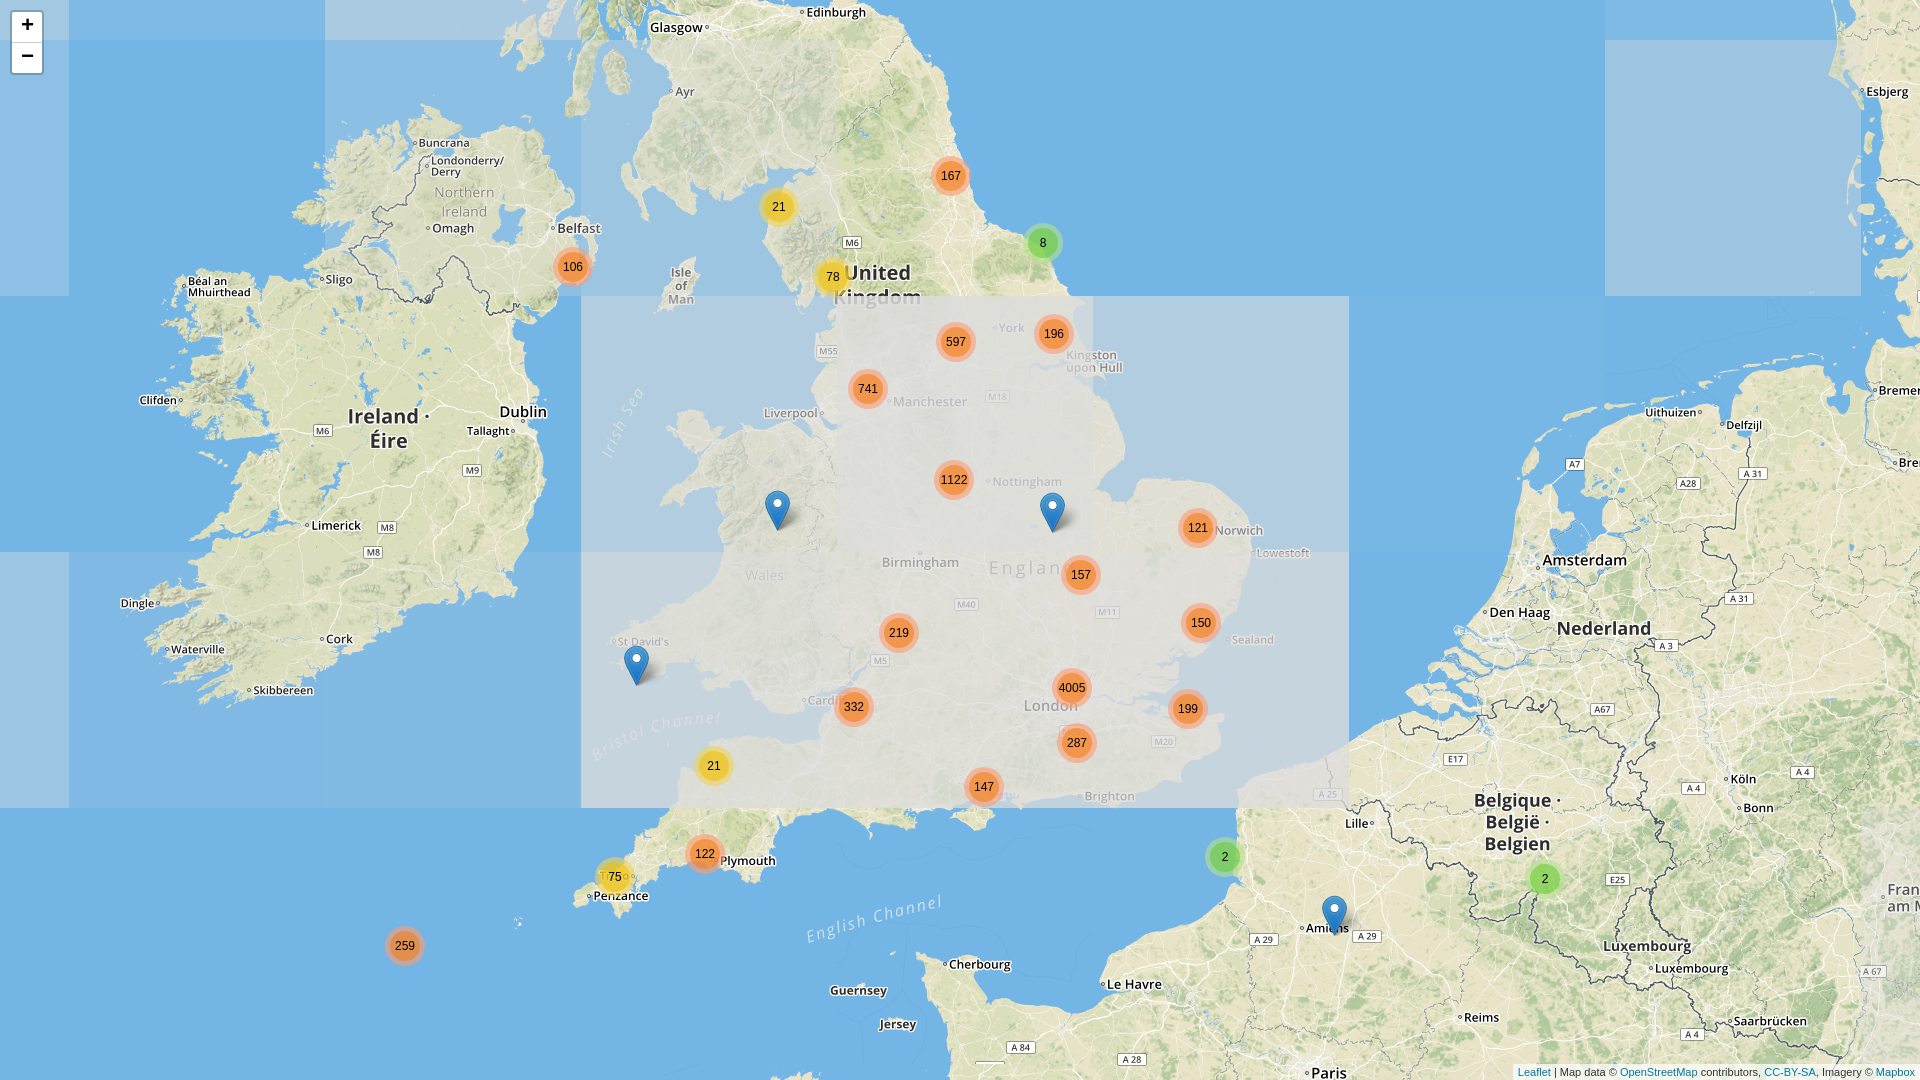 +
−
Edinburgh
Glasgow
Ayr
Esbjerg
Buncrana
Londonderry/
Derry
Northern
Ireland
Omagh
Belfast
167
21
8
M6
106
78
United
Kingdom
Isle
of
Man
Sligo
Béal an
Mhuirthead
York
196
597
M55
Kingston
upon Hull
741
Manchester
M18
Liverpool
Irish Sea
Clifden
Ireland ·
Éire
Dublin
Tallaght
M6
M9
Bremer
Uithuizen
Delfzijl
A7
A 31
A28
Bre
1122
Nottingham
Limerick
M8
M8
121
Norwich
Lowestoft
Birmingham
Englan
157
Wales
Amsterdam
Dingle
M40
M11
A 31
Den Haag
Nederland
Cork
Waterville
219
150
Sealand
St David's
A 3
M5
Skibbereen
4005
London
199
Cardif
332
A67
Bristol Channel
287
M20
E17
21
147
Brighton
A 25
Köln
A 4
A 4
Bonn
Belgique ·
België ·
Belgien
Lille
122
Plymouth
75
Penzance
2
2
E25
Fran
am M
English Channel
Amiens
A 29
A 29
259
Luxembourg
Luxembourg
A 67
Cherbourg
Le Havre
Guernsey
Jersey
Reims
Saarbrücken
A 4
A 84
A 28
Paris
Leaflet | Map data © OpenStreetMap contributors, CC-BY-SA, Imagery © Mapbox